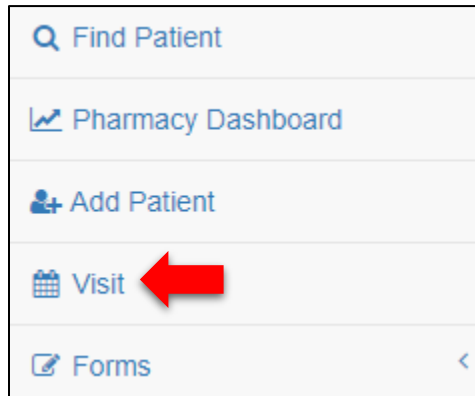 Find Patient
Pharmacy Dashboard
Add Patient
Visit
Forms